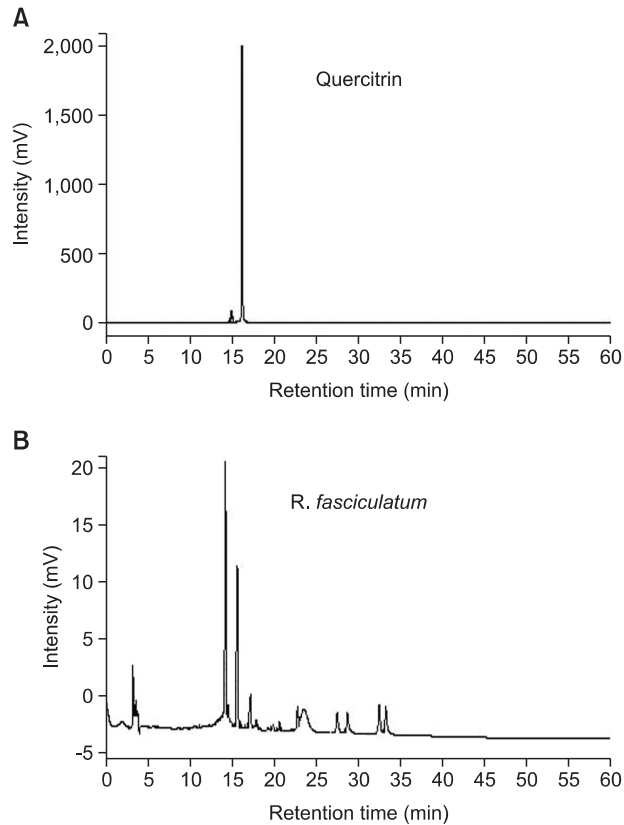 A
2,000
1,500
1,000
500
0
Intensity (mV)
Quercitrin
0 5 10 15 20 25 30 35 40 45 50 55 60
Retention time (min)
B
20
15
10
5
0
-5
Intensity (mV)
R. fasciculatum
0 5 10 15 20 25 30 35 40 45 50 55 60
Retention time (min)